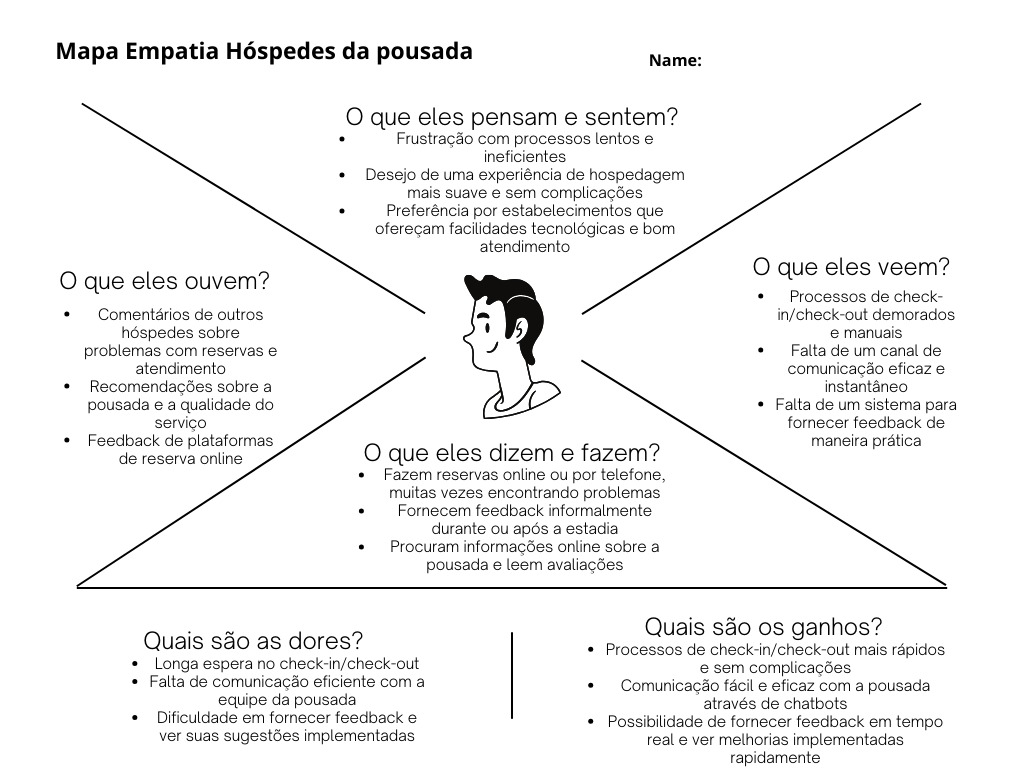 Mapa Empatia Hóspedes da pousada
Name:
O que eles pensam e sentem?
• Frustração com processos lentos e
ineficientes
• Desejo de uma experiência de hospedagem
mais suave e sem complicações
• Preferência por estabelecimentos que
ofereçam facilidades tecnológicas e bom
atendimento
O que eles ouvem?
• Comentários de outros
hóspedes sobre
problemas com reservas e
atendimento
• Recomendações sobre a
pousada e a qualidade do
serviço
• Feedback de plataformas
de reserva online
O que eles veem?
• Processos de check-
in/check-out demorados
e manuais
• Falta de um canal de
comunicação eficaz e
instantâneo
• Falta de um sistema para
fornecer feedback de
maneira prática
O que eles dizem e fazem?
• Fazem reservas online ou por telefone,
muitas vezes encontrando problemas
• Fornecem feedback informalmente
durante ou após a estadia
• Procuram informações online sobre a
pousada e leem avaliações
Quais são as dores?
• Longa espera no check-in/check-out
• Falta de comunicação eficiente com a
equipe da pousada
• Dificuldade em fornecer feedback e
ver suas sugestões implementadas
Quais são os ganhos?
• Processos de check-in/check-out mais rápidos
e sem complicações
• Comunicação fácil e eficaz com a pousada
através de chatbots
• Possibilidade de fornecer feedback em tempo
real e ver melhorias implementadas
rapidamente